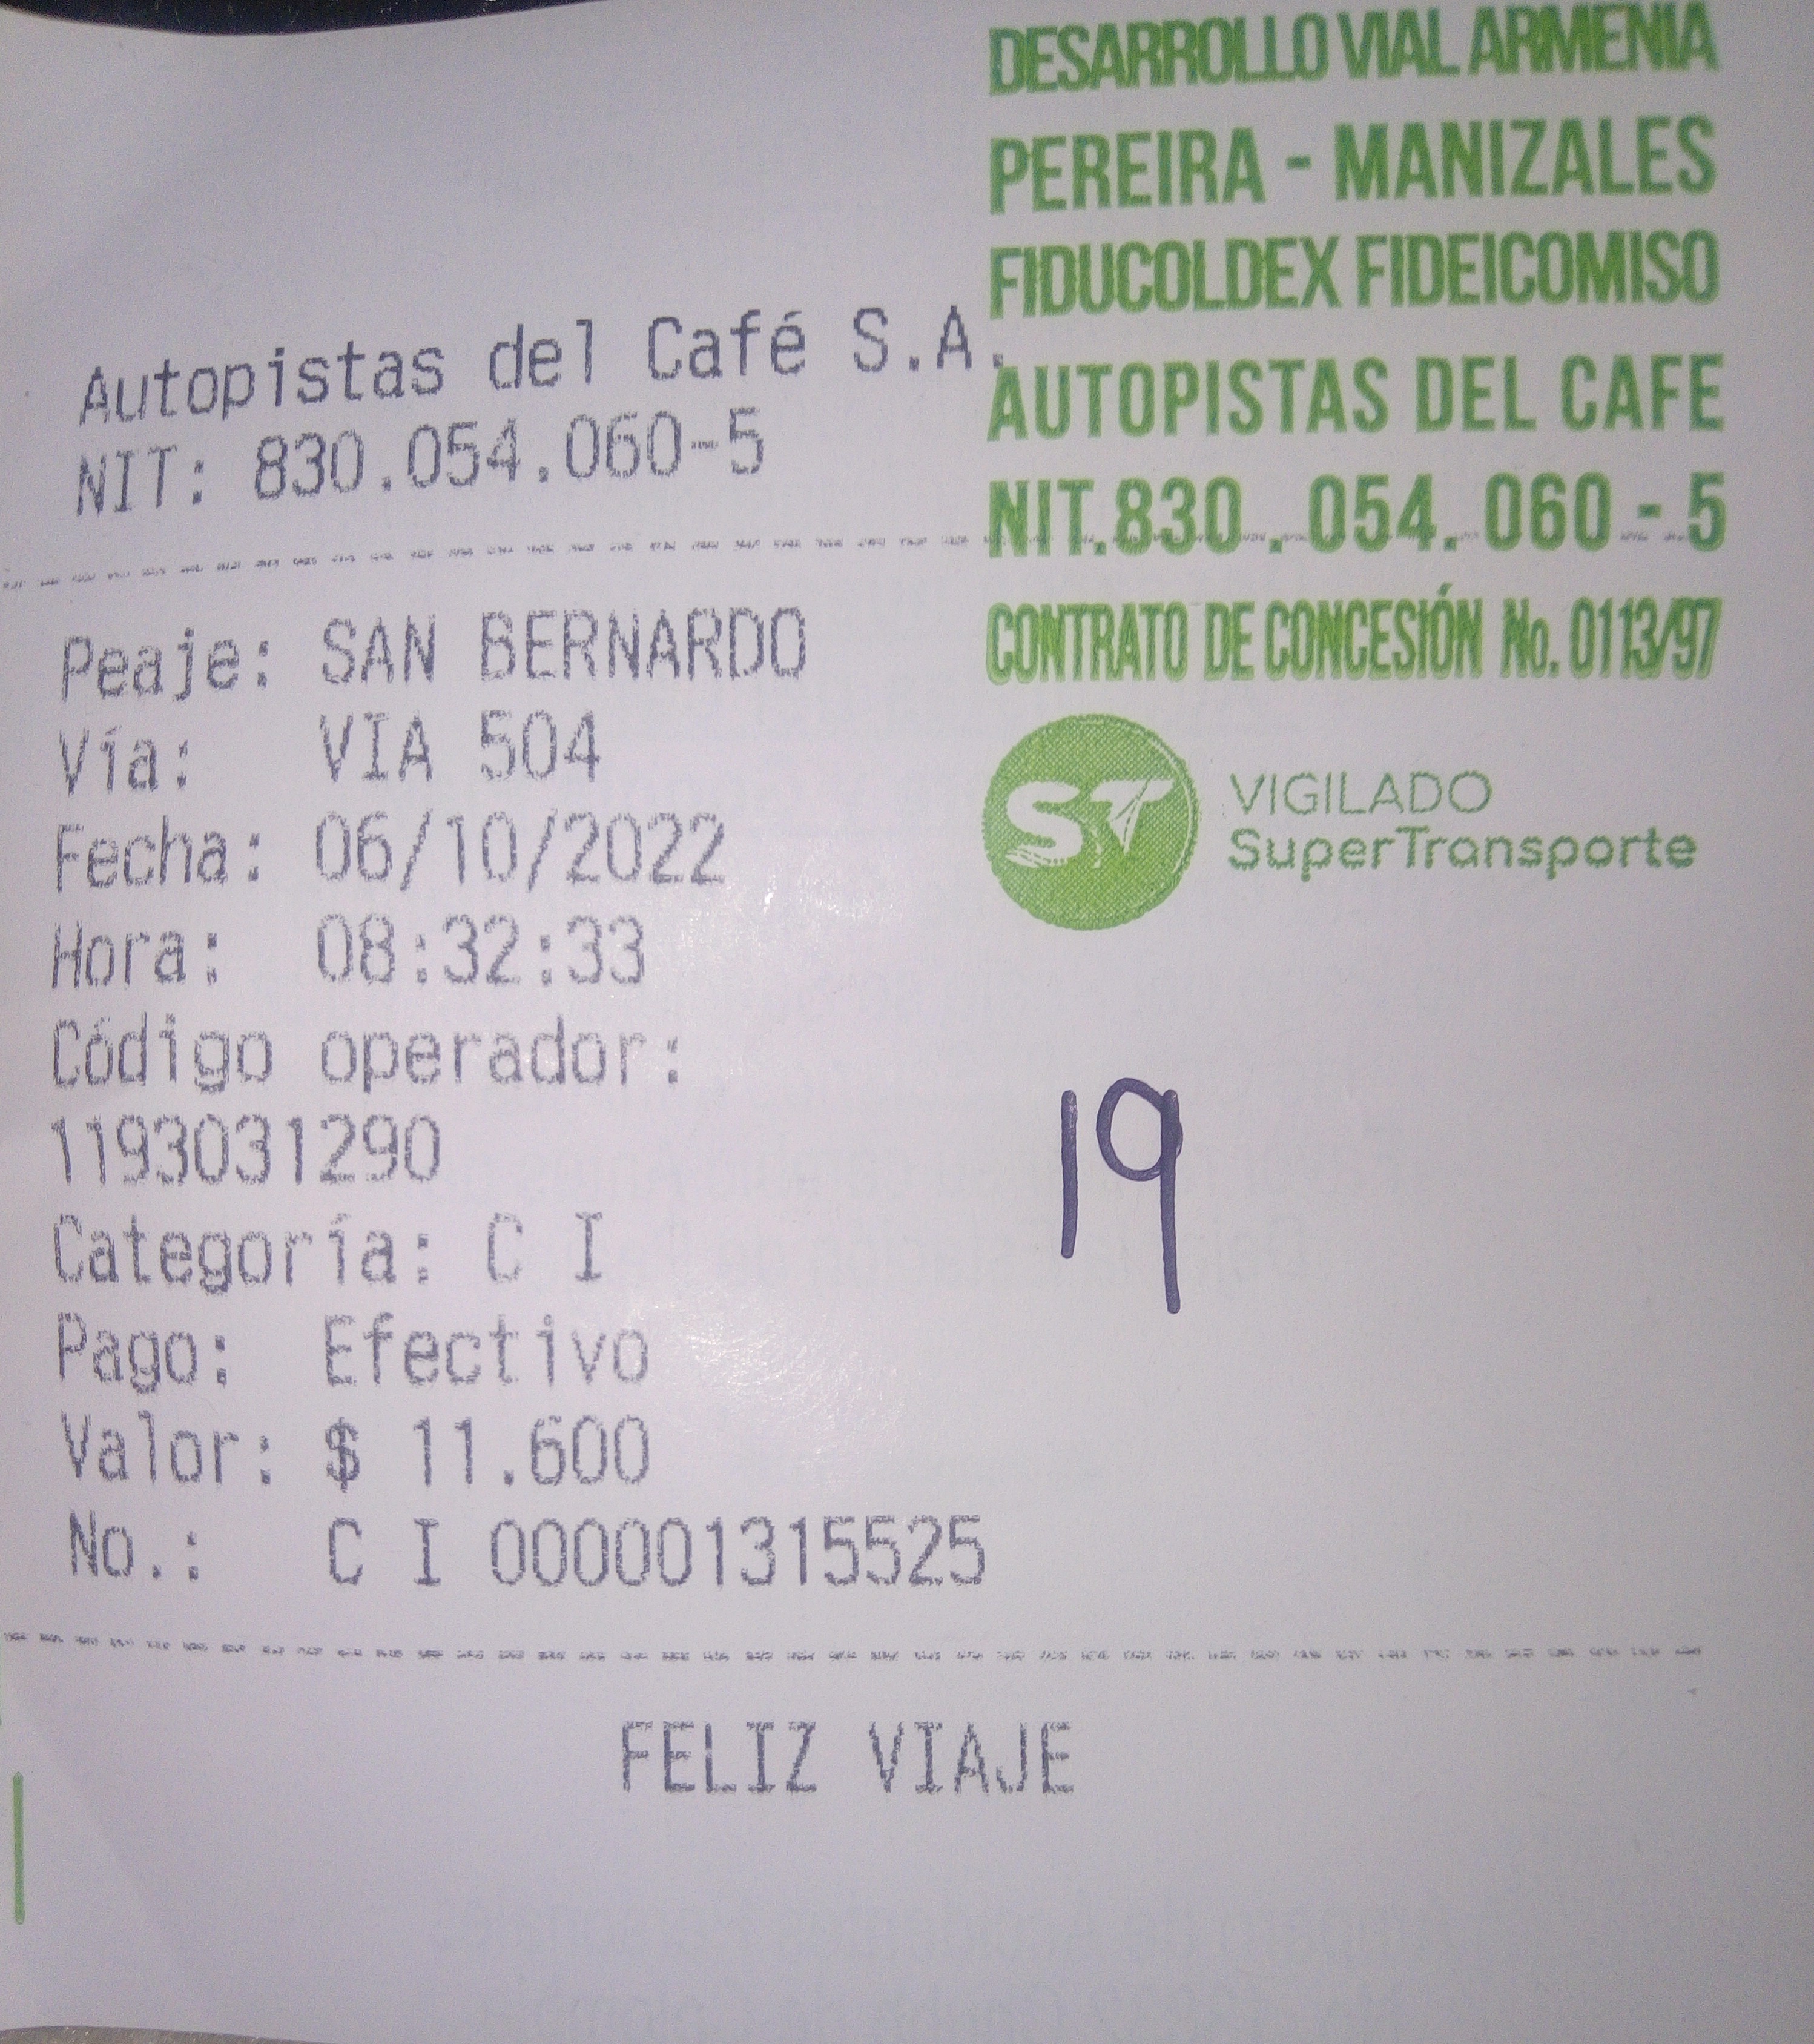 DESARROLLO VIAL ARMENIA
PEREIRA - MANIZALES
FIDUCOLDEX FIDEICOMISO
AUTOPISTAS DEL CAFE
NIT.830.054.060-5
CONTRATO DE CONCESIÓN No. 0113/97
ST VIGILADO
SuperTransporte
Autopistas del Café S.A.
NIT: 830.054.060-5
Peaje: SAN BERNARDO
Vía: VIA 504
Fecha: 06/10/2022
Hora: 08:32:33
Código operador:
1193031290
Categoría: C I
Pago: Efectivo
Valor: $ 11.600
No.: C I 000001315525
19
FELIZ VIAJE